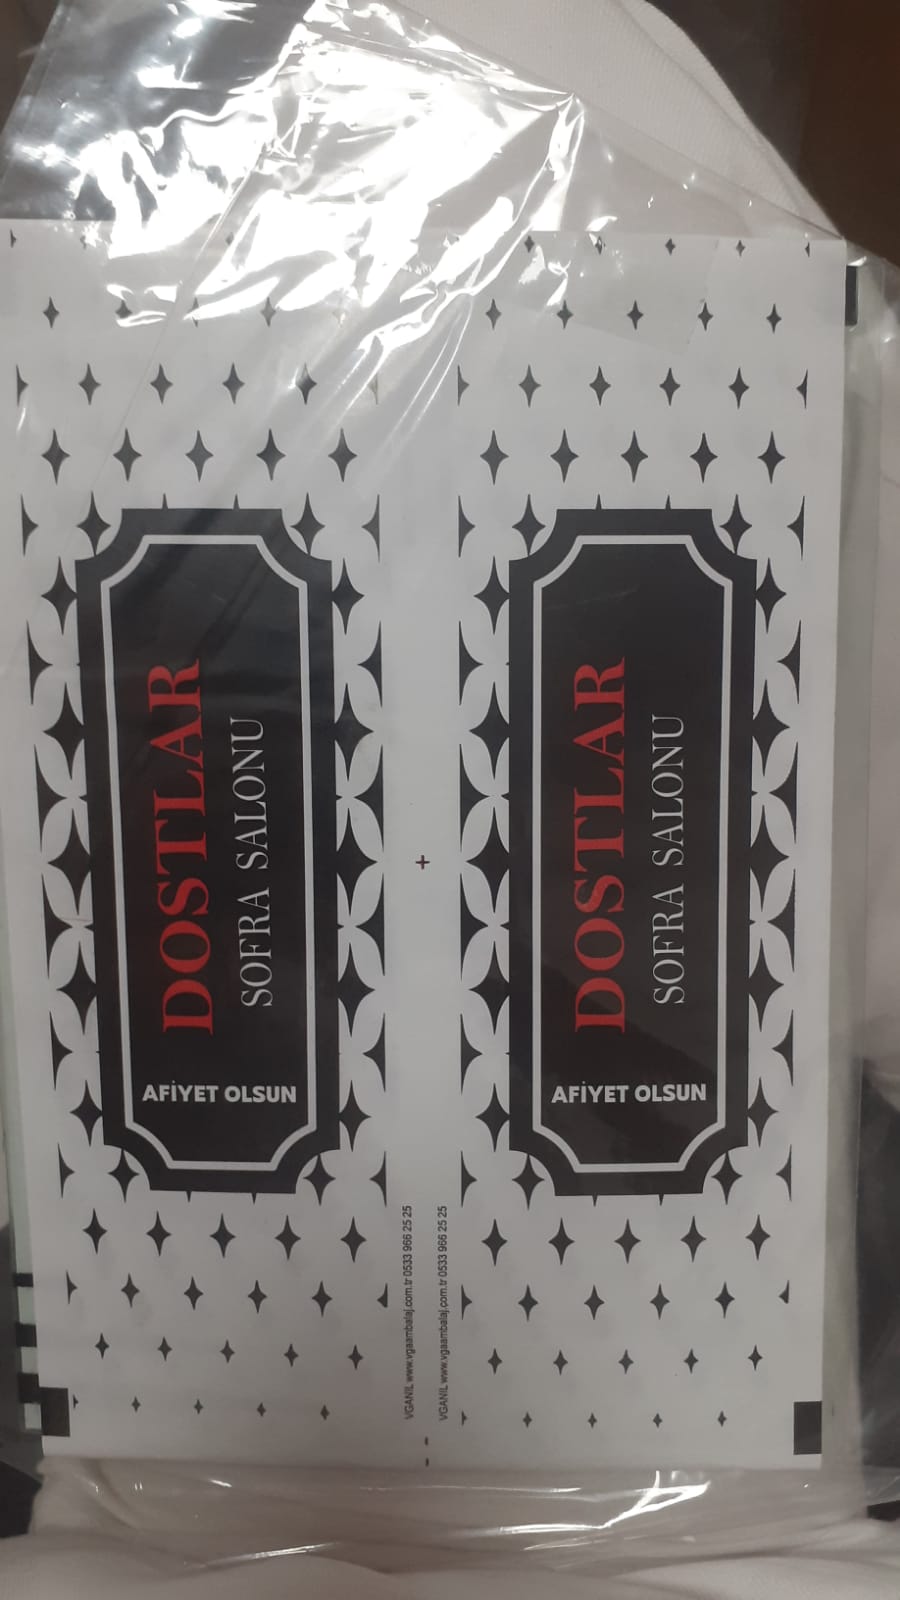 DOSTLAR
SOFRA SALONU
AFİYET OLSUN
VGANIL www.vgaambalaj.com.tr 0533 966 25 25
VGANIL www.vgaambalaj.com.tr 0533 966 25 25
DOSTLAR
SOFRA SALONU
AFİYET OLSUN